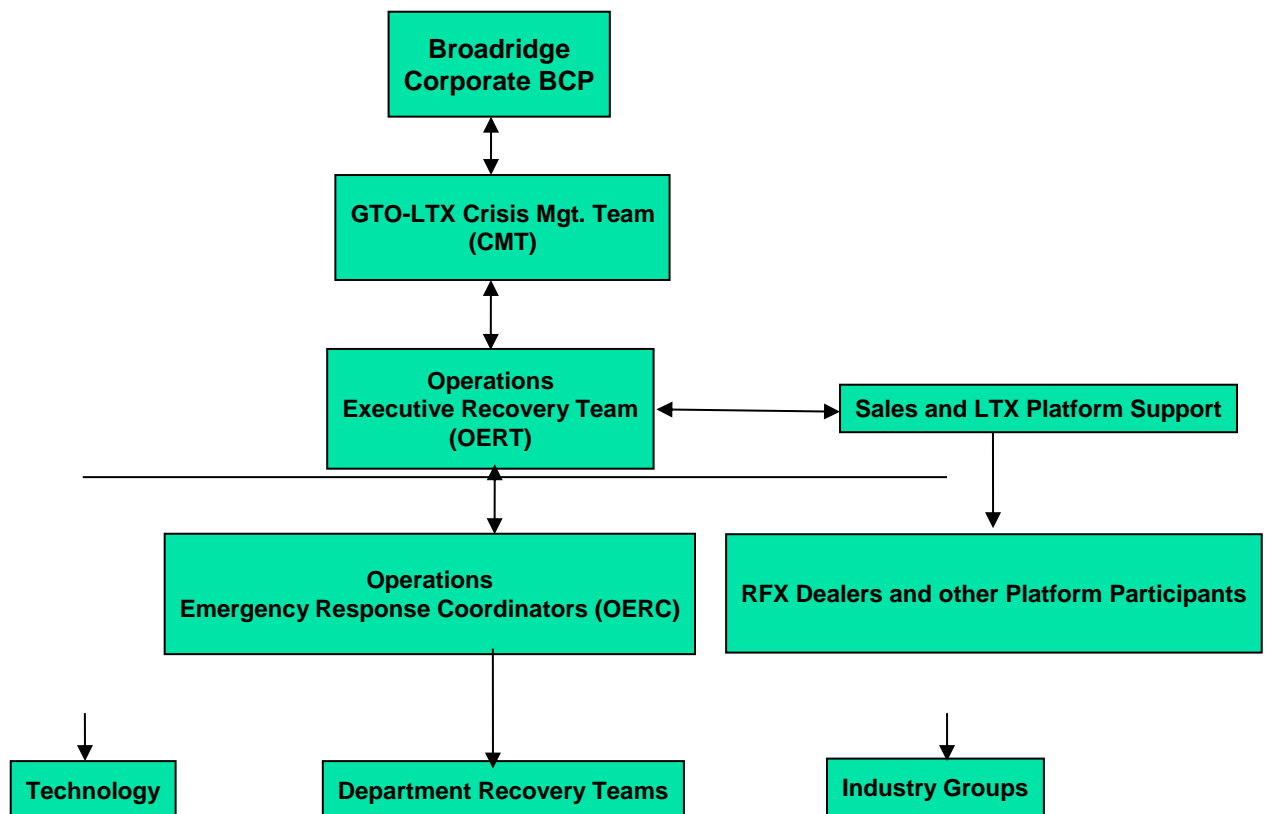 Broadridge
Corporate BCP
GTO-LTX Crisis Mgt. Team
(CMT)
Operations
Executive Recovery Team
(OERT)
Sales and LTX Platform Support
Operations
Emergency Response Coordinators (OERC)
RFX Dealers and other Platform Participants
Technology
Department Recovery Teams
Industry Groups